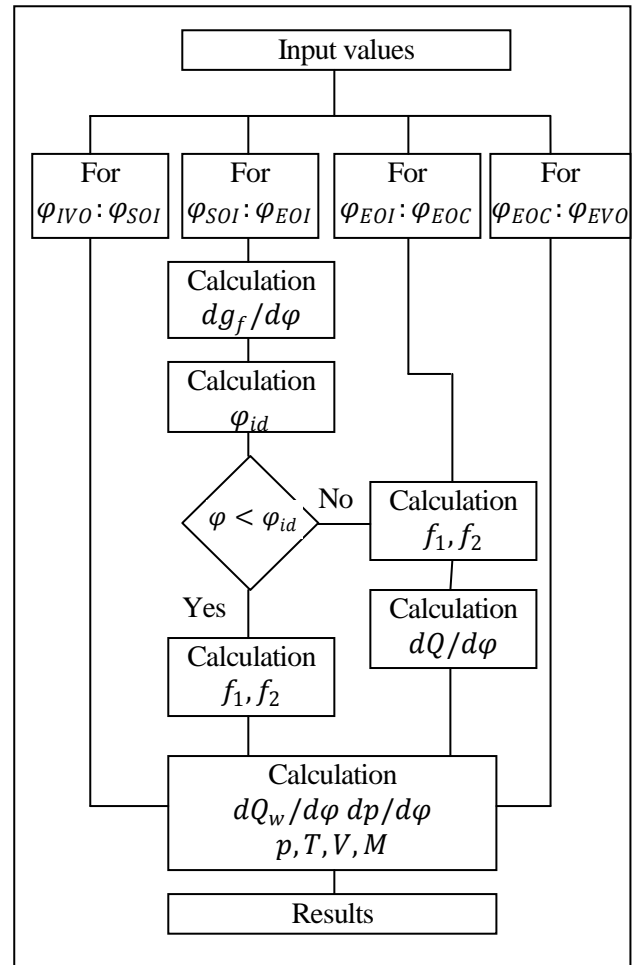 Input values
For
φ_IVO: φ_SOI
For
φ_SOI: φ_EOI
For
φ_EOI: φ_EOC
For
φ_EOC: φ_EVO
Calculation
dg_f/dφ
Calculation
φ_id
φ < φ_id
No
Yes
Calculation
f_1, f_2
Calculation
dQ/dφ
Calculation
f_1, f_2
Calculation
dQ_w/dφ dp/dφ
p, T, V, M
Results